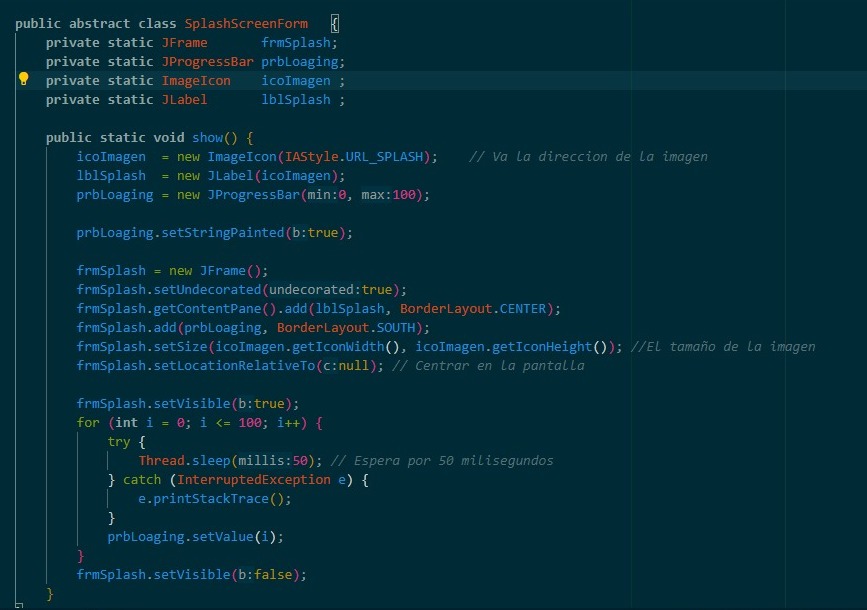 public abstract class SplashScreenForm   {
    private static JFrame       frmSplash;
    private static JProgressBar prbLoaging;
    private static ImageIcon    icoImagen ;
    private static JLabel       lblSplash ;
    public static void show() {
        icoImagen  = new ImageIcon(IAStyle.URL_SPLASH);    // Va la direccion de la imagen
        lblSplash  = new JLabel(icoImagen);
        prbLoaging = new JProgressBar(min:0, max:100);
        prbLoaging.setStringPainted(b:true);
        frmSplash = new JFrame();
        frmSplash.setUndecorated(undecorated:true);
        frmSplash.getContentPane().add(lblSplash, BorderLayout.CENTER);
        frmSplash.add(prbLoaging, BorderLayout.SOUTH);
        frmSplash.setSize(icoImagen.getIconWidth(), icoImagen.getIconHeight()); //El tamaño de la imagen
        frmSplash.setLocationRelativeTo(c:null); // Centrar en la pantalla
        frmSplash.setVisible(b:true);
        for (int i = 0; i <= 100; i++) {
            try {
                Thread.sleep(millis:50); // Espera por 50 milisegundos
            } catch (InterruptedException e) {
                e.printStackTrace();
            }
            prbLoaging.setValue(i);
        }
        frmSplash.setVisible(b:false);
    }